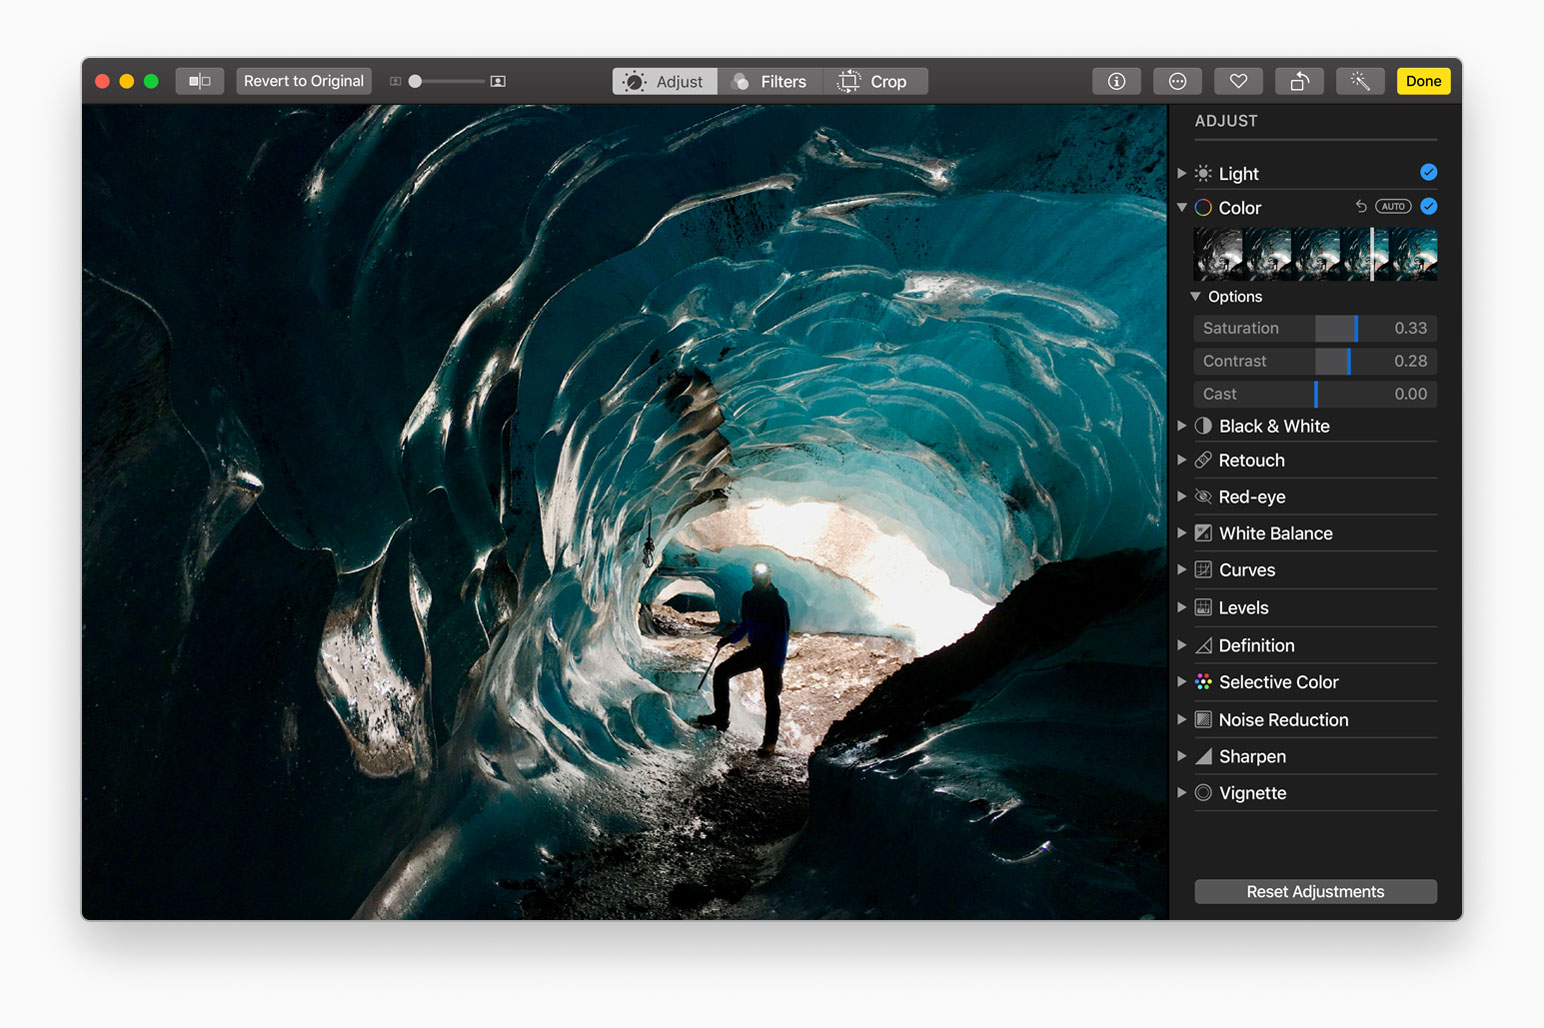 Revert to Original
Adjust
Filters
Crop
Done
ADJUST
Light
Color
AUTO
Options
Saturation 0.33
Contrast 0.28
Cast 0.00
Black & White
Retouch
Red-eye
White Balance
Curves
Levels
Definition
Selective Color
Noise Reduction
Sharpen
Vignette
Reset Adjustments